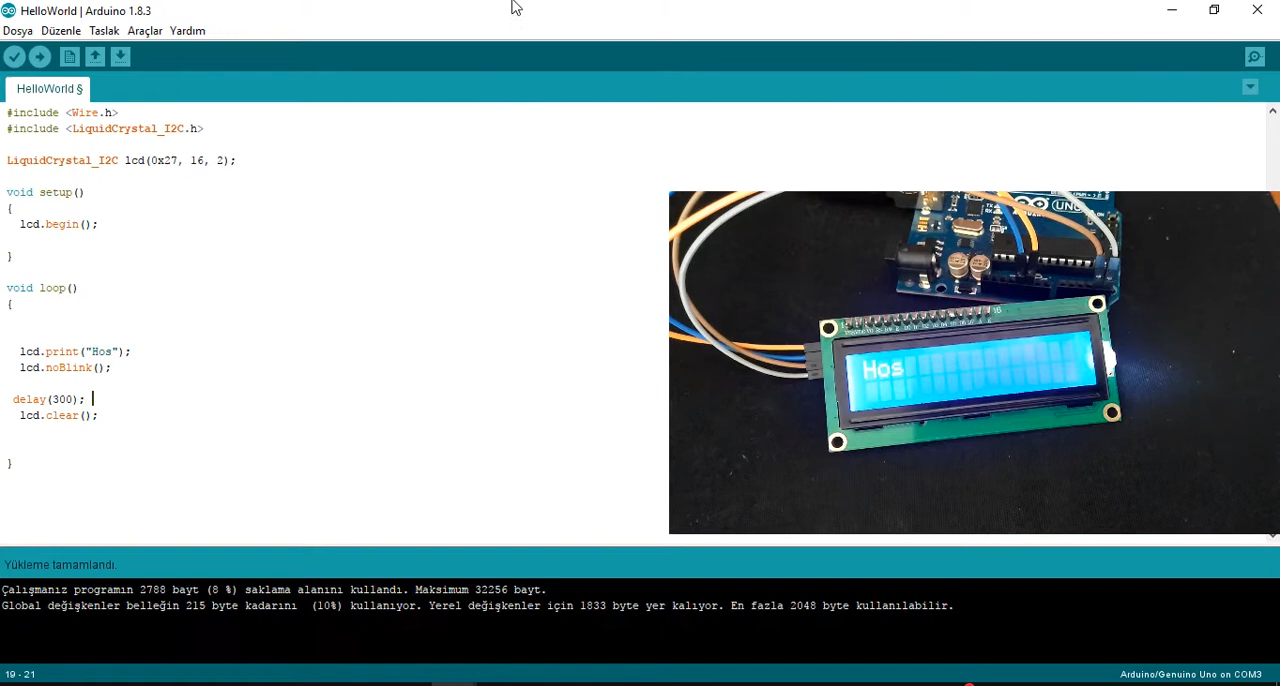 HelloWorld | Arduino 1.8.3
Dosya Düzenle Taslak Araçlar Yardım
HelloWorld §
#include <Wire.h>
#include <LiquidCrystal_I2C.h>
LiquidCrystal_I2C lcd(0x27, 16, 2);
void setup()
{
lcd.begin();
}
void loop()
{
lcd.print("Hos");
lcd.noBlink();
delay(300);
lcd.clear();
}
UNO
16
Hos
Yükleme tamamlandı.
Çalışmanız programın 2788 bayt (8 %) saklama alanını kullandı. Maksimum 32256 bayt.
Global değişkenler belleğin 215 byte kadarını (10%) kullanıyor. Yerel değişkenler için 1833 byte yer kalıyor. En fazla 2048 byte kullanılabilir.
19 - 21
Arduino/Genuino Uno on COM3